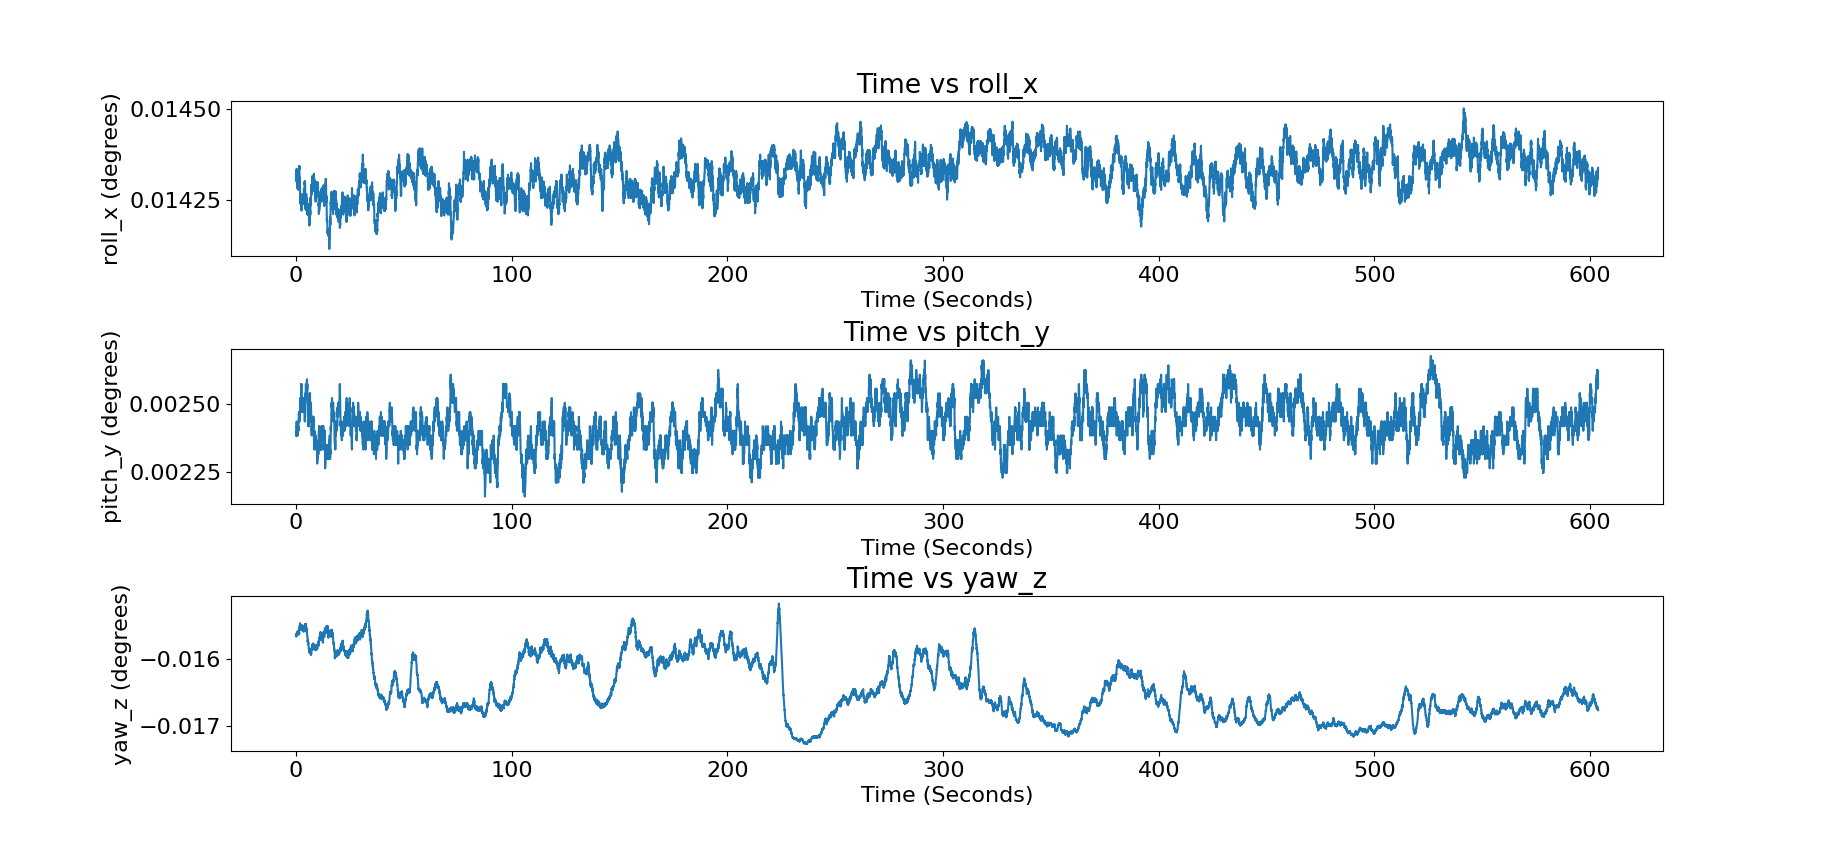 Time vs roll_x
roll_x (degrees)
0.01450
0.01425
0 100 200 300 400 500 600
Time (Seconds)
Time vs pitch_y
pitch_y (degrees)
0.00250
0.00225
0 100 200 300 400 500 600
Time (Seconds)
Time vs yaw_z
yaw_z (degrees)
−0.016
−0.017
0 100 200 300 400 500 600
Time (Seconds)